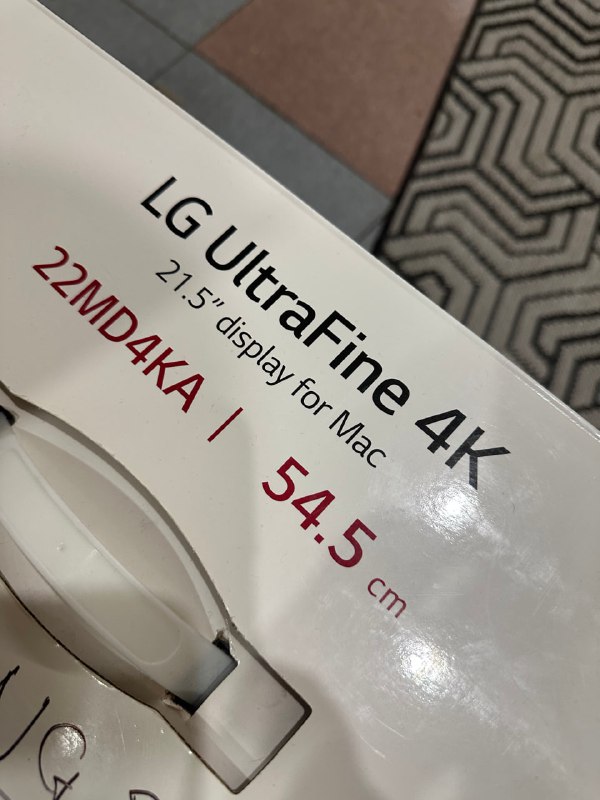 LG UltraFine 4K
21.5" display for Mac
22MD4KA | 54.5 cm